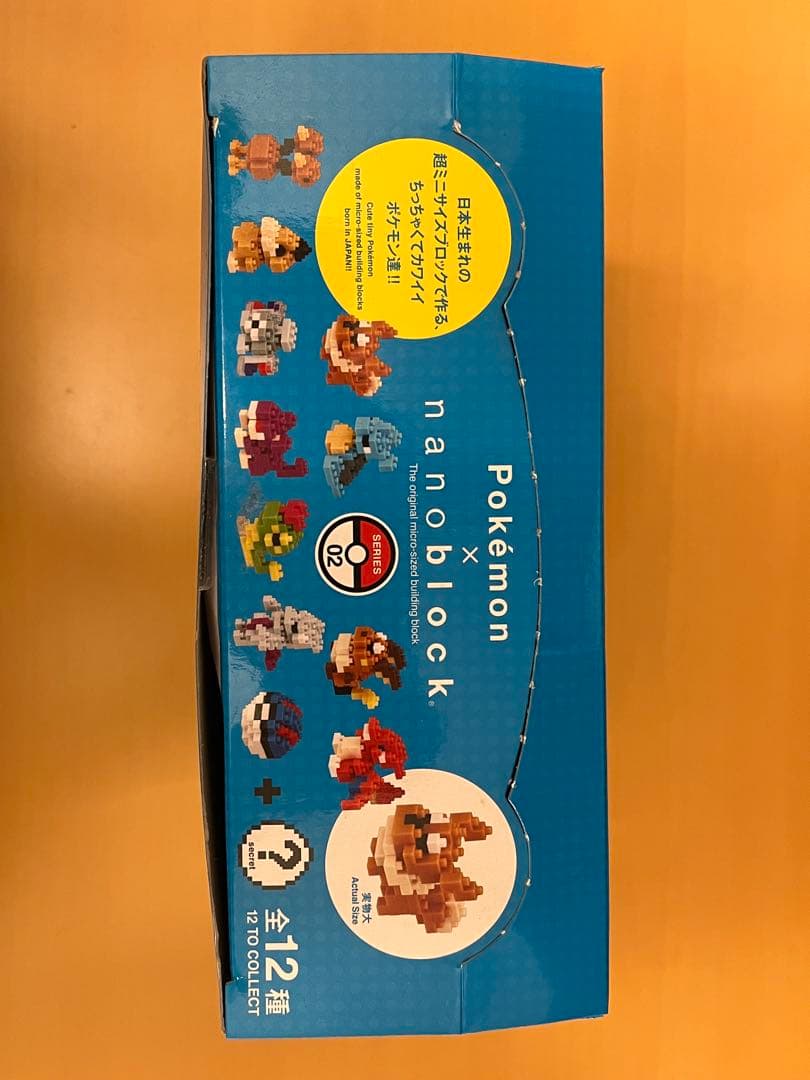 日本生まれの
超ミニサイズブロックで作る、
ちっちゃくてカワイイ
ポケモン達!!
Cute tiny Pokémon
made of micro-sized building blocks
born in JAPAN!!
Pokémon
×
nanoblock®
The original micro-sized building block
SERIES
02
+
?
secret
実物大
Actual Size
全12種
12 TO COLLECT